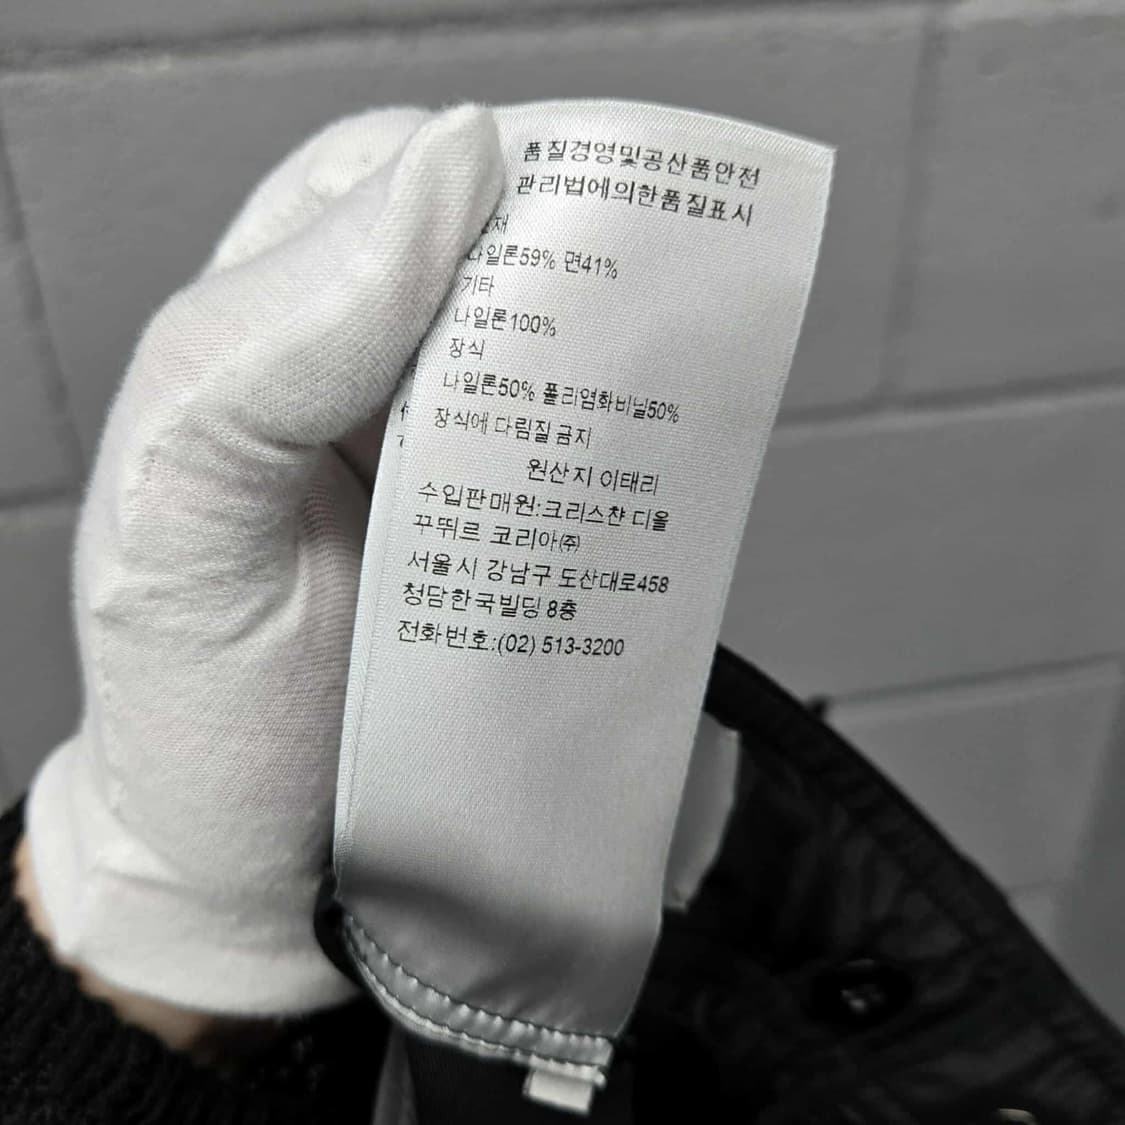 품질경영및공산품안전
관리법에의한품질표시
나일론59% 면41%
기타
나일론100%
장식
나일론50% 폴리염화비닐50%
장식에 다림질 금지
원산지 이태리
수입판매원:크리스챤 디올
꾸뛰르 코리아㈜
서울시 강남구 도산대로458
청담한국빌딩 8층
전화번호:(02) 513-3200